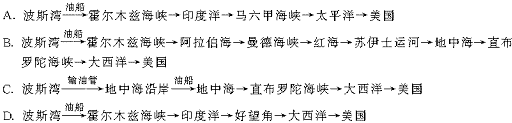 A. 波斯湾油船→霍尔木兹海峡→印度洋→马六甲海峡→太平洋→美国
B. 波斯湾油船→霍尔木兹海峡→阿拉伯海→曼德海峡→红海→苏伊士运河→地中海→直布
罗陀海峡→大西洋→美国
C. 波斯湾输油管→地中海沿岸油船→地中海→直布罗陀海峡→大西洋→美国
D. 波斯湾油船→霍尔木兹海峡→印度洋→好望角→大西洋→美国